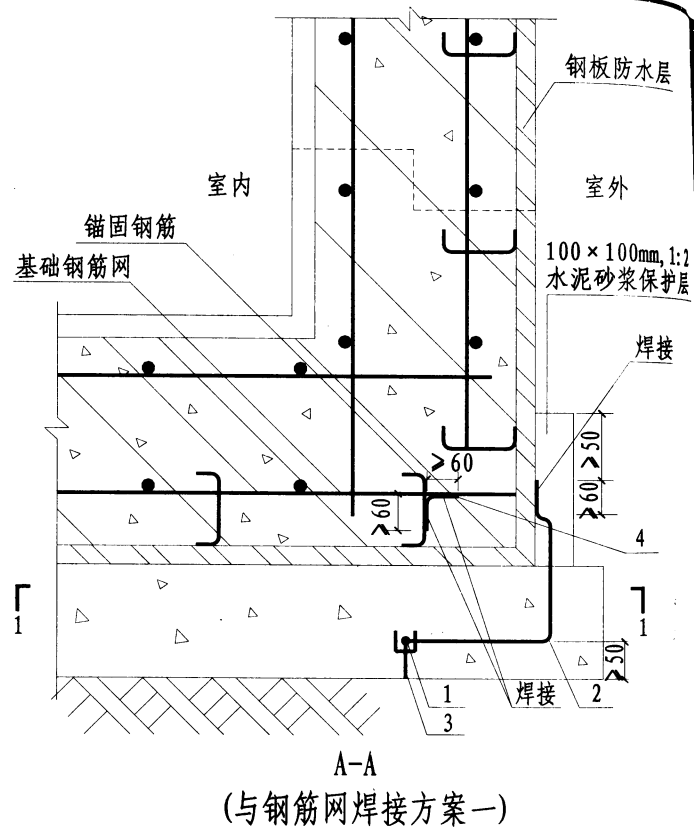 钢板防水层
室内
室外
锚固钢筋
基础钢筋网
100×100mm,1:2
水泥砂浆保护层
焊接
≥60
≥50
≥60
≥60
4
1
1
≥50
1
焊接
2
3
A-A
(与钢筋网焊接方案一)